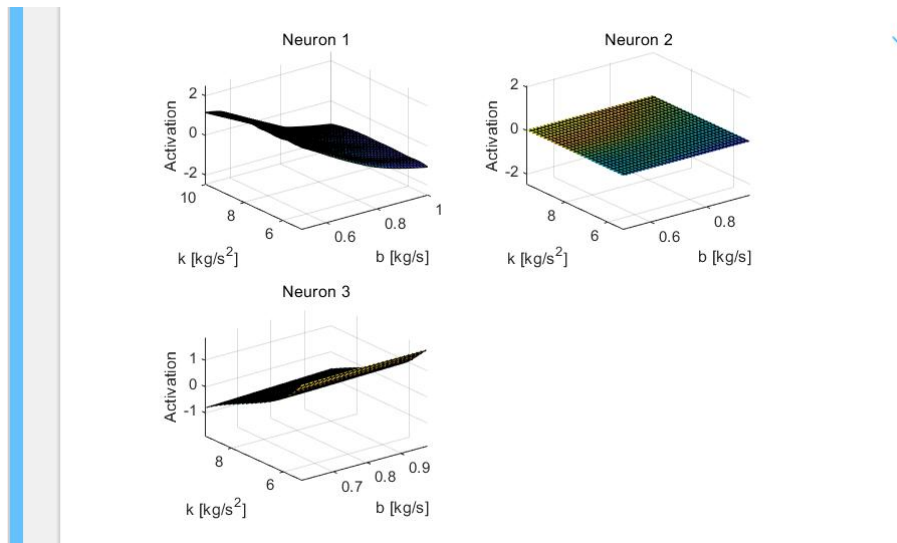 Neuron 1
2
0
-2
Activation
10
8
6
0.6
0.8
1
k [kg/s2]
b [kg/s]
Neuron 2
2
0
-2
Activation
8
6
0.6
0.8
k [kg/s2]
b [kg/s]
Neuron 3
1
0
-1
Activation
8
6
0.7
0.8
0.9
k [kg/s2]
b [kg/s]